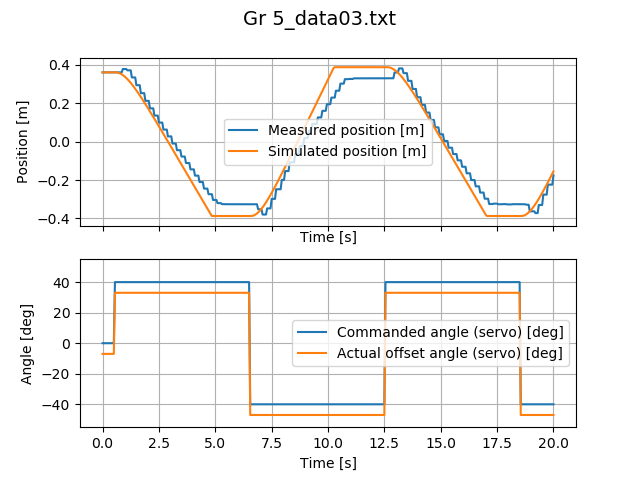 Gr 5_data03.txt
Position [m]
0.4
0.2
0.0
−0.2
−0.4
Measured position [m]
Simulated position [m]
Time [s]
Angle [deg]
40
20
0
−20
−40
Commanded angle (servo) [deg]
Actual offset angle (servo) [deg]
0.0 2.5 5.0 7.5 10.0 12.5 15.0 17.5 20.0
Time [s]